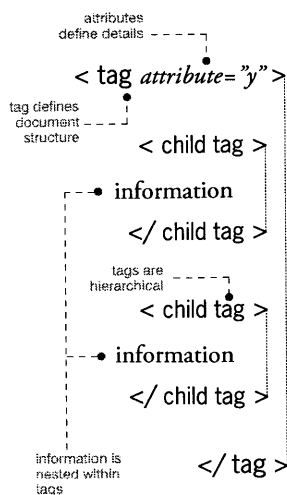 attributes
define details
< tag attribute="y" >
tag defines
document
structure
< child tag >
information
</ child tag >
tags are
hierarchical
< child tag >
information
</ child tag >
information is
nested within
tags
</ tag >